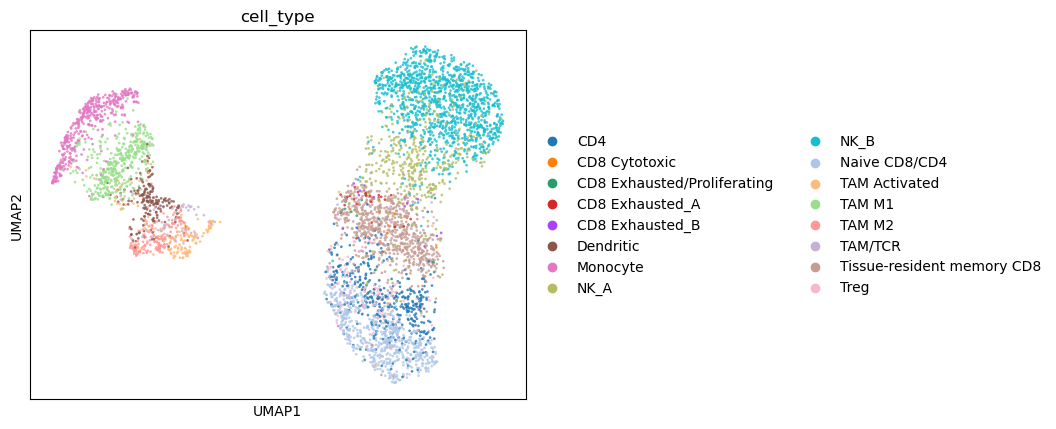 cell_type
UMAP2
UMAP1
CD4
CD8 Cytotoxic
CD8 Exhausted/Proliferating
CD8 Exhausted_A
CD8 Exhausted_B
Dendritic
Monocyte
NK_A
NK_B
Naive CD8/CD4
TAM Activated
TAM M1
TAM M2
TAM/TCR
Tissue-resident memory CD8
Treg